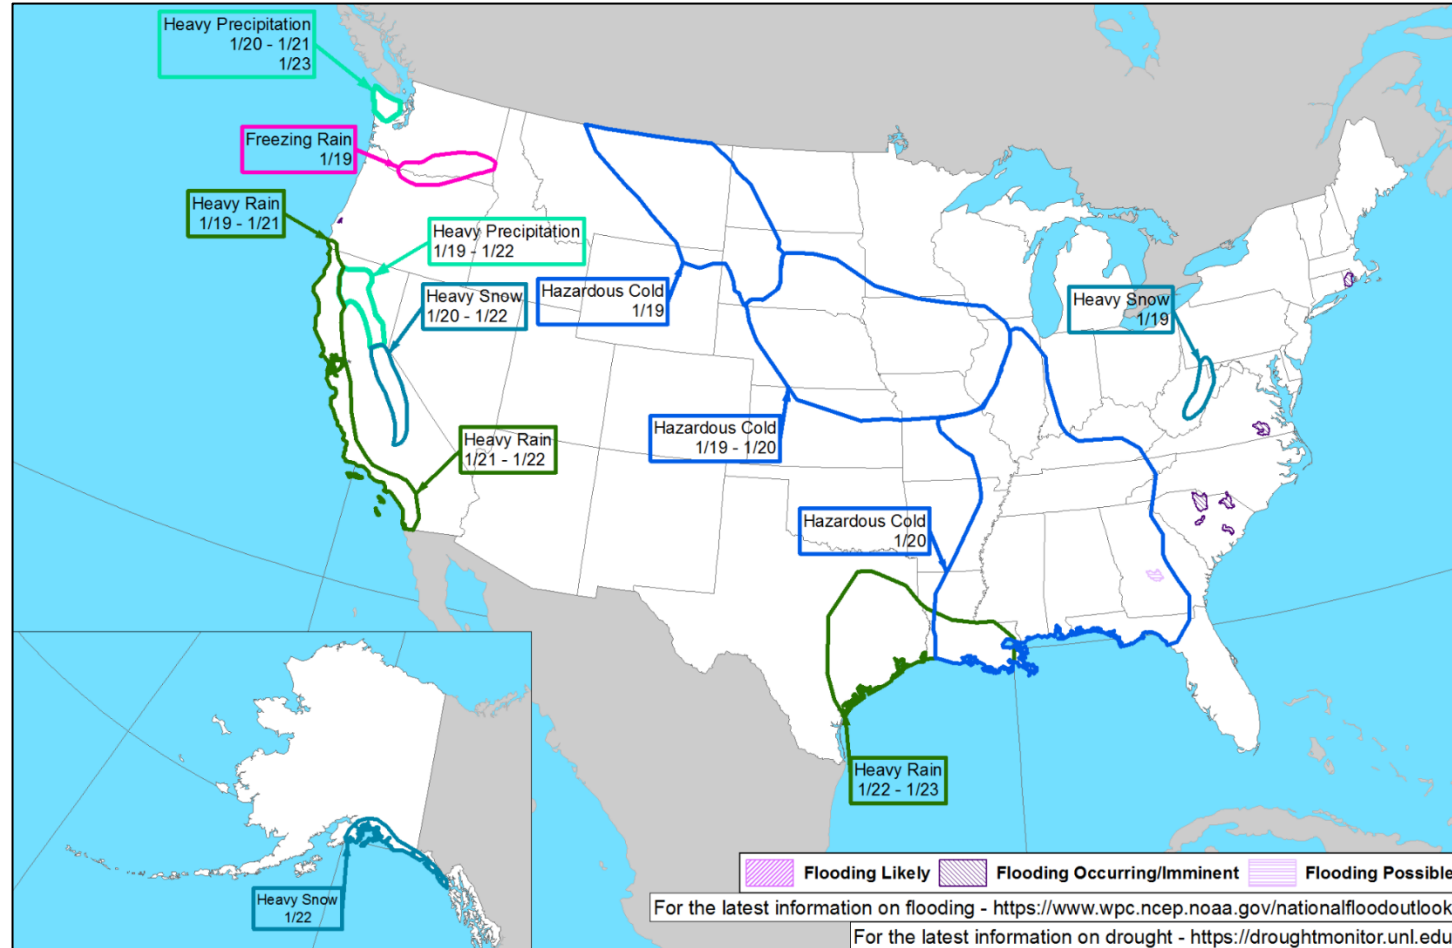 Heavy Precipitation
1/20 - 1/21
1/23
Freezing Rain
1/19
Heavy Rain
1/19 - 1/21
Heavy Precipitation
1/19 - 1/22
Heavy Snow
1/20 - 1/22
Hazardous Cold
1/19
Heavy Snow
1/19
Heavy Rain
1/21 - 1/22
Hazardous Cold
1/19 - 1/20
Hazardous Cold
1/20
Heavy Rain
1/22 - 1/23
Heavy Snow
1/22
Flooding Likely
Flooding Occurring/Imminent
Flooding Possible
For the latest information on flooding - https://www.wpc.ncep.noaa.gov/nationalfloodoutlook
For the latest information on drought - https://droughtmonitor.unl.edu